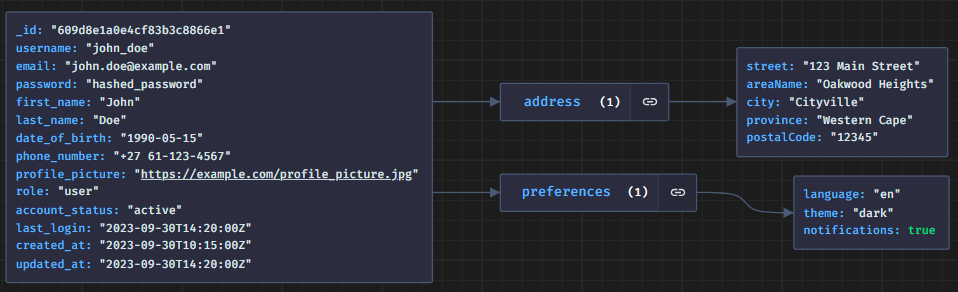 _id: "609d8e1a0e4cf83b3c8866e1"
username: "john_doe"
email: "john.doe@example.com"
password: "hashed_password"
first_name: "John"
last_name: "Doe"
date_of_birth: "1990-05-15"
phone_number: "+27 61-123-4567"
profile_picture: "https://example.com/profile_picture.jpg"
role: "user"
account_status: "active"
last_login: "2023-09-30T14:20:00Z"
created_at: "2023-09-30T10:15:00Z"
updated_at: "2023-09-30T14:20:00Z"
address (1)
street: "123 Main Street"
areaName: "Oakwood Heights"
city: "Cityville"
province: "Western Cape"
postalCode: "12345"
preferences (1)
language: "en"
theme: "dark"
notifications: true